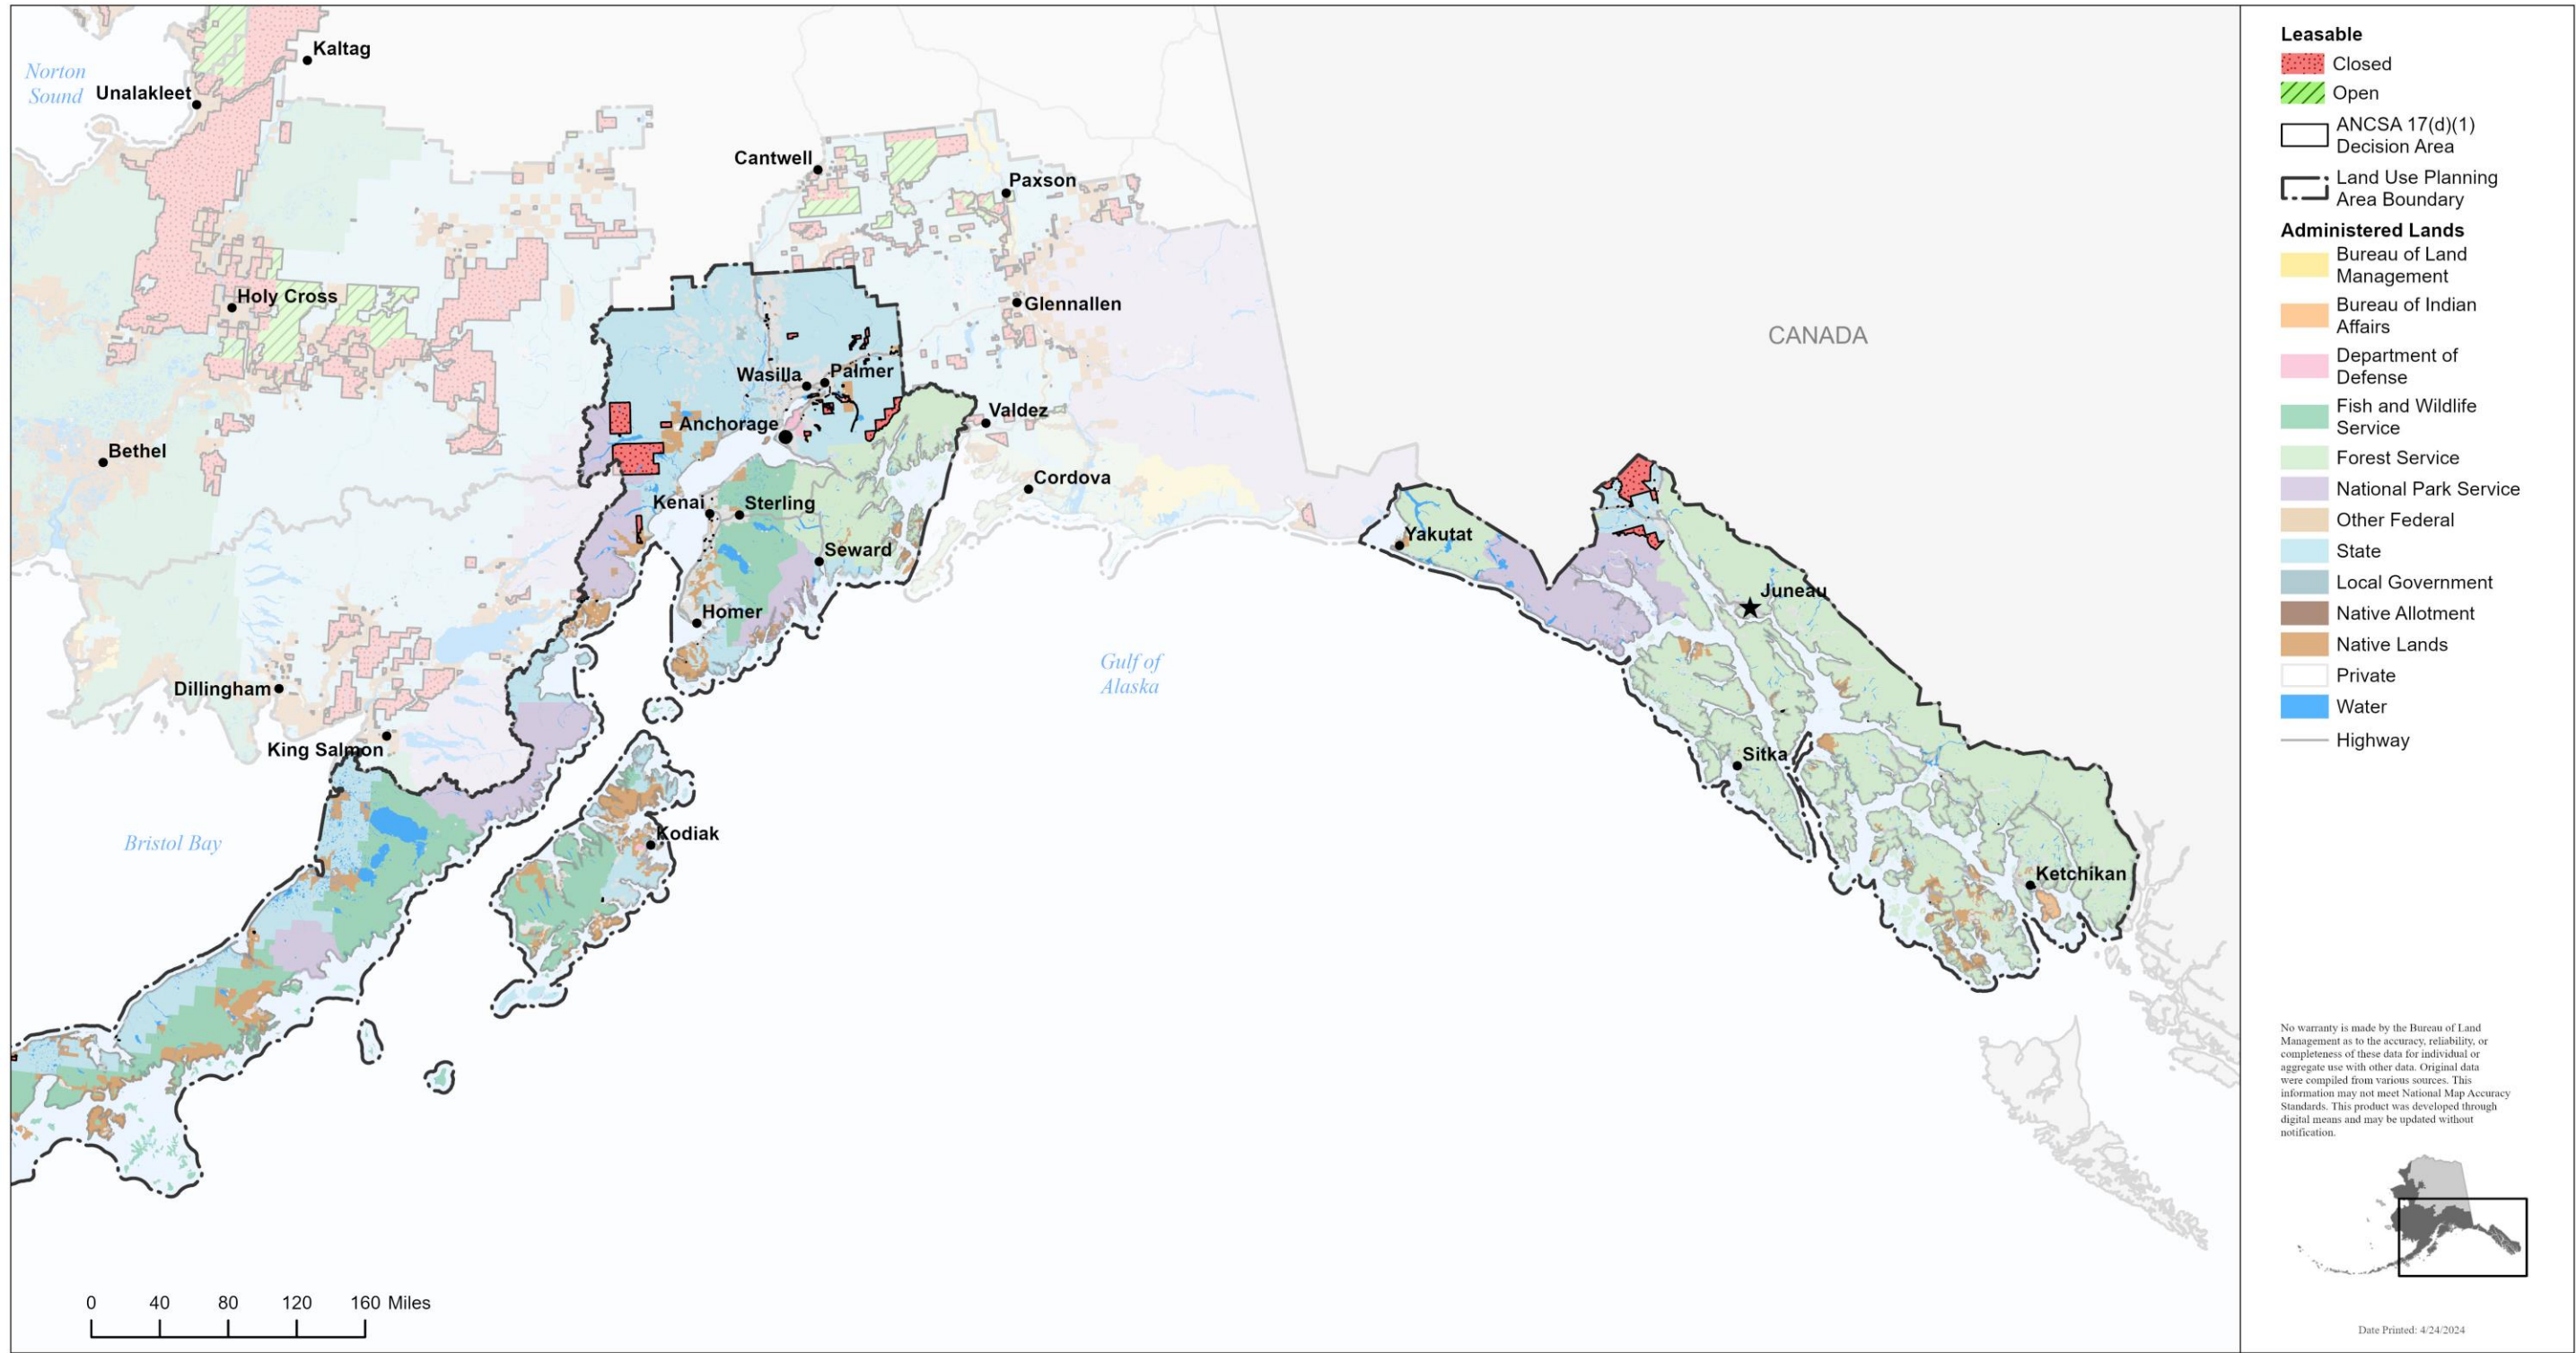 Kaltag
Norton
Sound
Unalakleet
Cantwell
Paxson
Holy Cross
Glennallen
CANADA
Wasilla
Palmer
Anchorage
Valdez
Bethel
Cordova
Kenai
Sterling
Yakutat
Seward
Juneau
Homer
Gulf of
Alaska
Dillingham
King Salmon
Sitka
Kodiak
Bristol Bay
Ketchikan
0 40 80 120 160 Miles
Leasable
Closed
Open
ANCSA 17(d)(1)
Decision Area
Land Use Planning
Area Boundary
Administered Lands
Bureau of Land
Management
Bureau of Indian
Affairs
Department of
Defense
Fish and Wildlife
Service
Forest Service
National Park Service
Other Federal
State
Local Government
Native Allotment
Native Lands
Private
Water
Highway
No warranty is made by the Bureau of Land
Management as to the accuracy, reliability, or
completeness of these data for individual or
aggregate use with other data. Original data
were compiled from various sources. This
information may not meet National Map Accuracy
Standards. This product was developed through
digital means and may be updated without
notification.
Date Printed: 4/24/2024